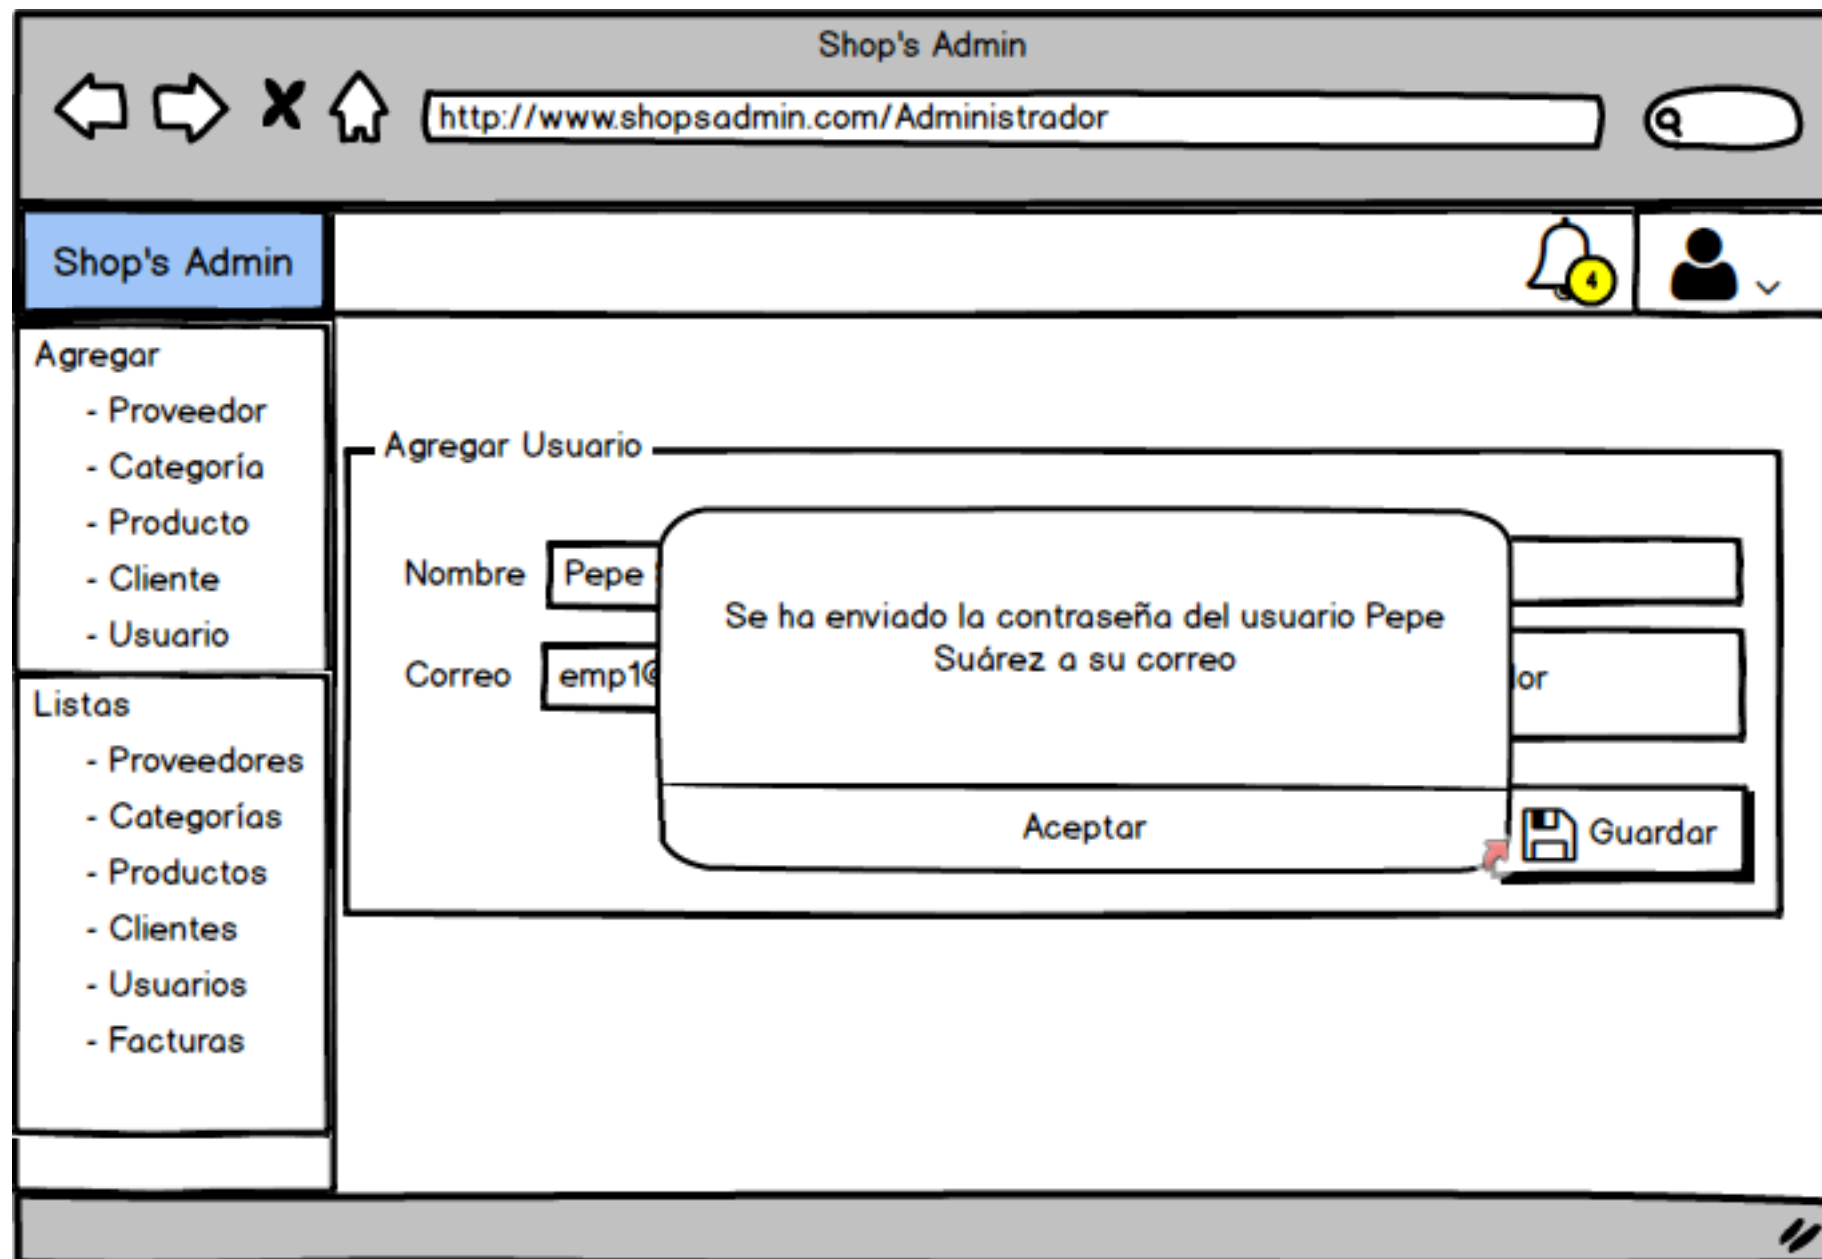 Shop's Admin
http://www.shopsadmin.com/Administrador
Shop's Admin
4
Agregar
- Proveedor
- Categoría
- Producto
- Cliente
- Usuario
Listas
- Proveedores
- Categorías
- Productos
- Clientes
- Usuarios
- Facturas
Agregar Usuario
Nombre Pepe
Correo emp1@
Se ha enviado la contraseña del usuario Pepe
Suárez a su correo
Aceptar
Guardar